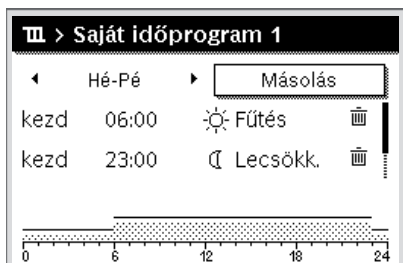 > Saját időprogram 1
Hé-Pé Másolás
kezd 06:00 Fűtés
kezd 23:00 Lecsökk.
0 6 12 18 24